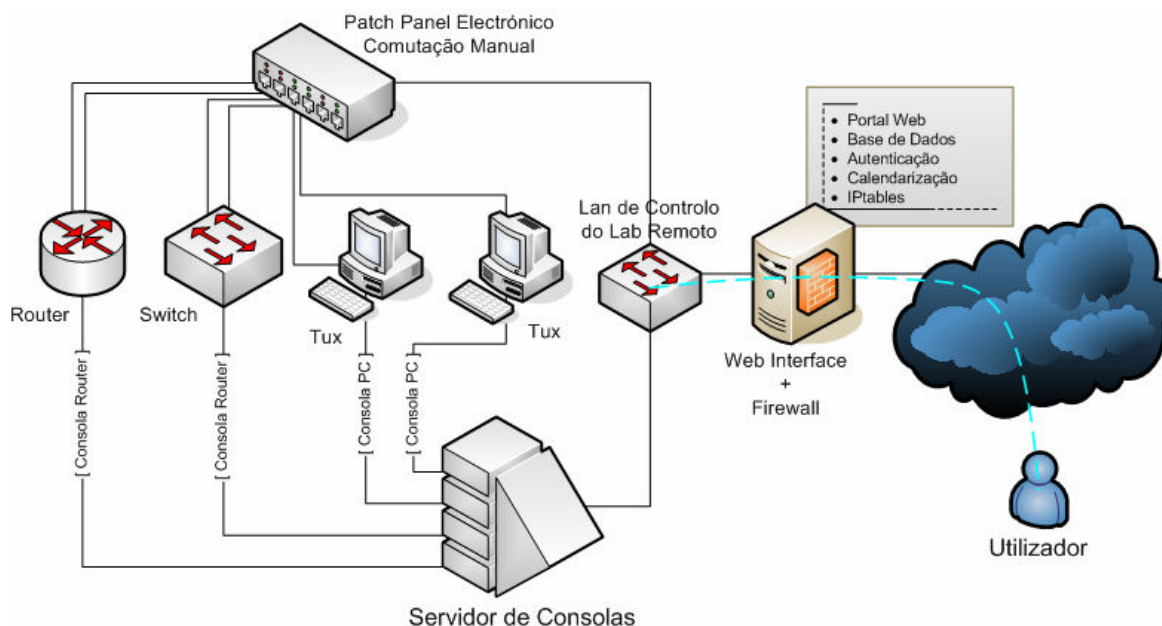 Patch Panel Electrónico
Comutação Manual
Portal Web
Base de Dados
Autenticação
Calendarização
IPtables
Lan de Controlo
do Lab Remoto
Router
Switch
Tux
Tux
Web Interface
+
Firewall
[ Consola Router ]
[ Consola Router ]
[ Consola PC ]
[ Consola PC ]
Utilizador
Servidor de Consolas